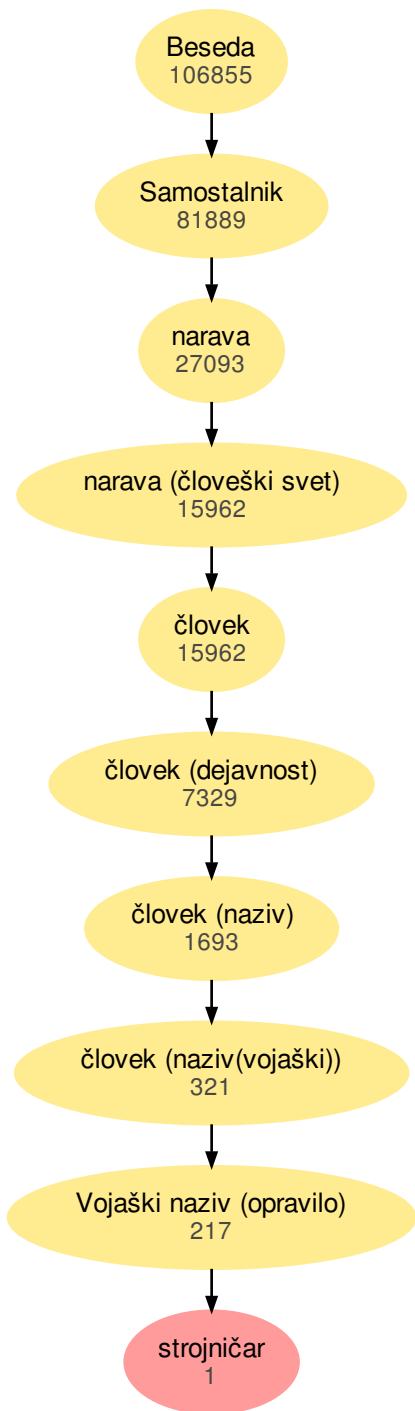 Beseda
106855
Samostalnik
81889
narava
27093
narava (človeški svet)
15962
človek
15962
človek (dejavnost)
7329
človek (naziv)
1693
človek (naziv(vojaški))
321
Vojaški naziv (opravilo)
217
strojničar
1